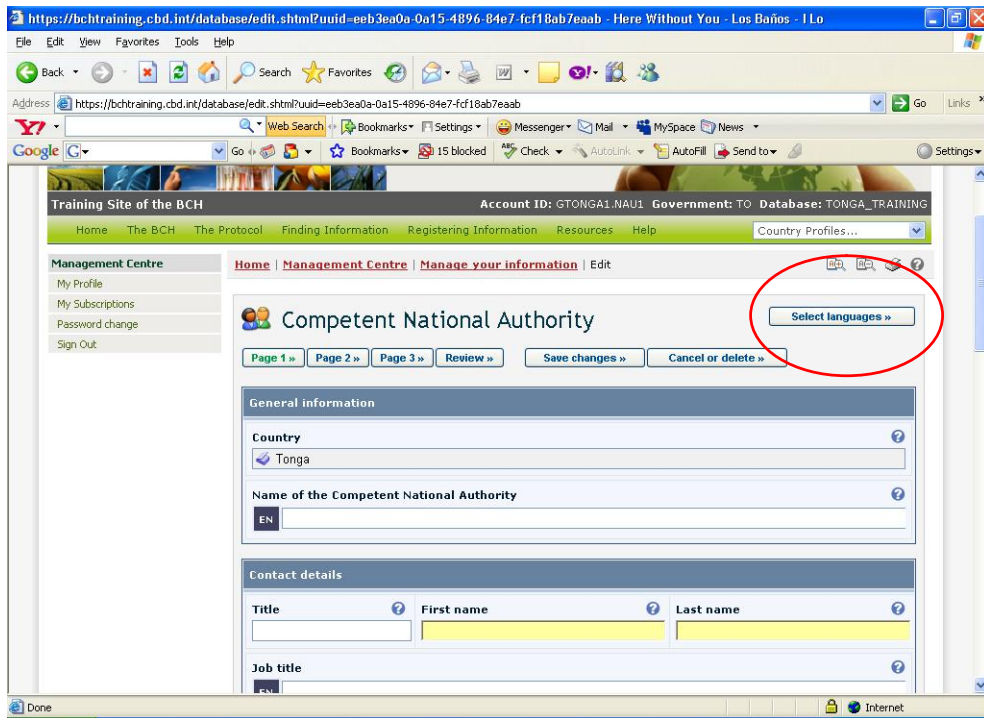 https://bchtraining.cbd.int/database/edit.shtml?uuid=eeb3ea0a-0a15-4896-84e7-fcf18ab7eaab - Here Without You - Los Baños - I Lo
File Edit View Favorites Tools Help
Back Search Favorites
Address https://bchtraining.cbd.int/database/edit.shtml?uuid=eeb3ea0a-0a15-4896-84e7-fcf18ab7eaab Go Links »
Y! Web Search Bookmarks Settings Messenger Mail MySpace News
Google G Go Bookmarks 15 blocked ABC Check AutoLink AutoFill Send to Settings
Training Site of the BCH Account ID: GTONGA1.NAU1 Government: TO Database: TONGA_TRAINING
Home The BCH The Protocol Finding Information Registering Information Resources Help Country Profiles...
Management Centre Home | Management Centre | Manage your information | Edit
My Profile
My Subscriptions
Password change
Sign Out
Competent National Authority Select languages »
Page 1 » Page 2 » Page 3 » Review » Save changes » Cancel or delete »
General information
Country
Tonga
Name of the Competent National Authority
EN
Contact details
Title First name Last name
Job title
EN
Done Internet